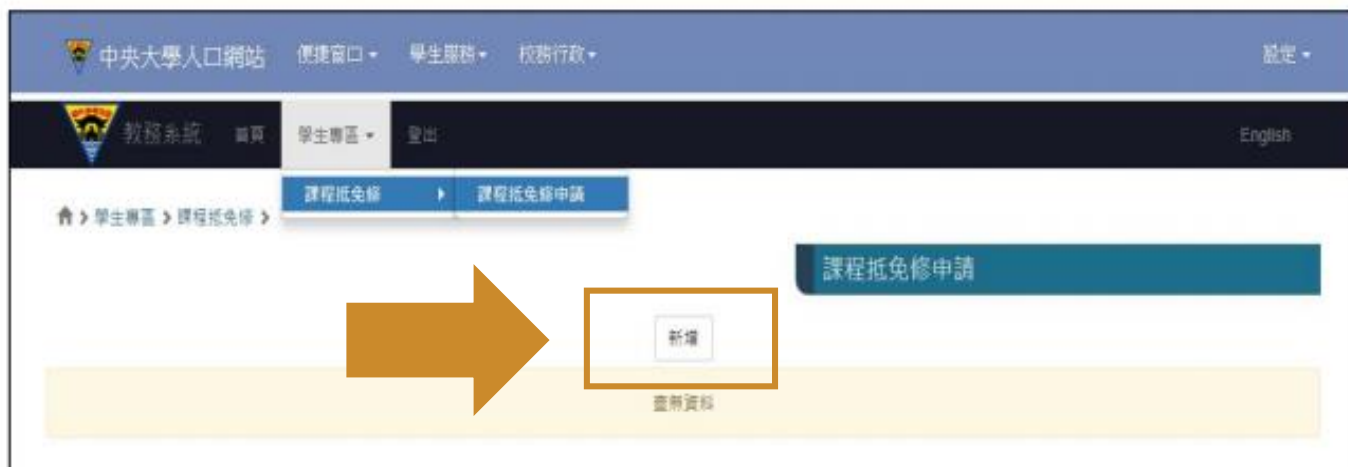 中央大學入口網站 便捷窗口 學生服務 校務行政 設定
教務系統 首頁 學生專區 登出 English
課程抵免修 課程抵免修申請
學生專區 > 課程抵免修 >
課程抵免修申請
新增
查無資料